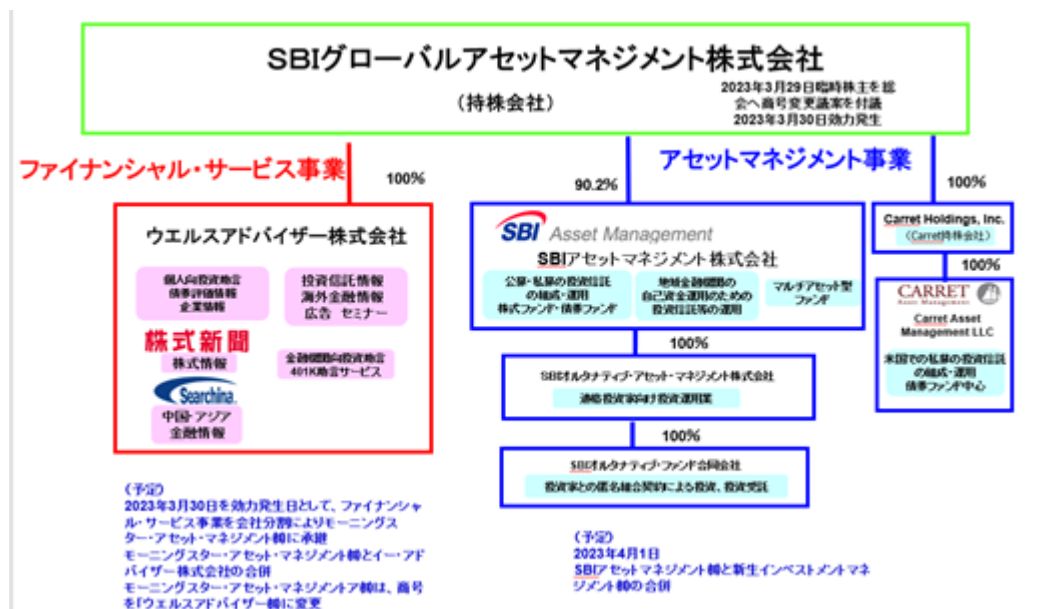 SBIグローバルアセットマネジメント株式会社
（持株会社）
2023年3月29日臨時株主を総
会へ商号変更議案を付議
2023年3月30日効力発生
ファイナンシャル・サービス事業
アセットマネジメント事業
100%
90.2%
100%
ウエルスアドバイザー株式会社
個人向投資助言
債券評価情報
企業情報
投資信託情報
海外金融情報
広告 セミナー
株式新聞
株式情報
金融機関向投資助言
401K助言サービス
Searchina
中国・アジア
金融情報
SBI Asset Management
SBIアセットマネジメント株式会社
公募・私募の投資信託
の組成・運用
株式ファンド・債券ファンド
地域金融機関の
自己資金運用のための
投資信託等の運用
マルチアセット型
ファンド
100%
SBIオルタナティブ・アセット・マネジメント株式会社
適格投資家向け投資運用業
100%
SBIオルタナティブ・ファンド合同会社
投資家との匿名組合契約による投資、投資受託
Carret Holdings, Inc.
（Carret持株会社）
100%
CARRET
Asset Management
Carret Asset
Management LLC
米国での私募の投資信託
の組成・運用
債券ファンド中心
（予定）
2023年3月30日を効力発生日として、ファイナンシャ
ル・サービス事業を会社分割によりモーニングス
ター・アセット・マネジメント㈱に承継
モーニングスター・アセット・マネジメント㈱とイー・アド
バイザー株式会社の合併
モーニングスター・アセット・マネジメントア㈱は、商号
を「ウエルスアドバイザー㈱に変更
（予定）
2023年4月1日
SBIアセットマネジメント㈱と新生インベストメントマネ
ジメント㈱の合併